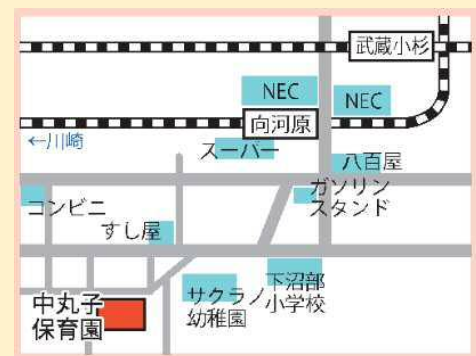 武蔵小杉
NEC
NEC
向河原
←川崎
スーパー
八百屋
コンビニ
ガソリン
スタンド
すし屋
中丸子
保育園
サクラノ
幼稚園
下沼部
小学校